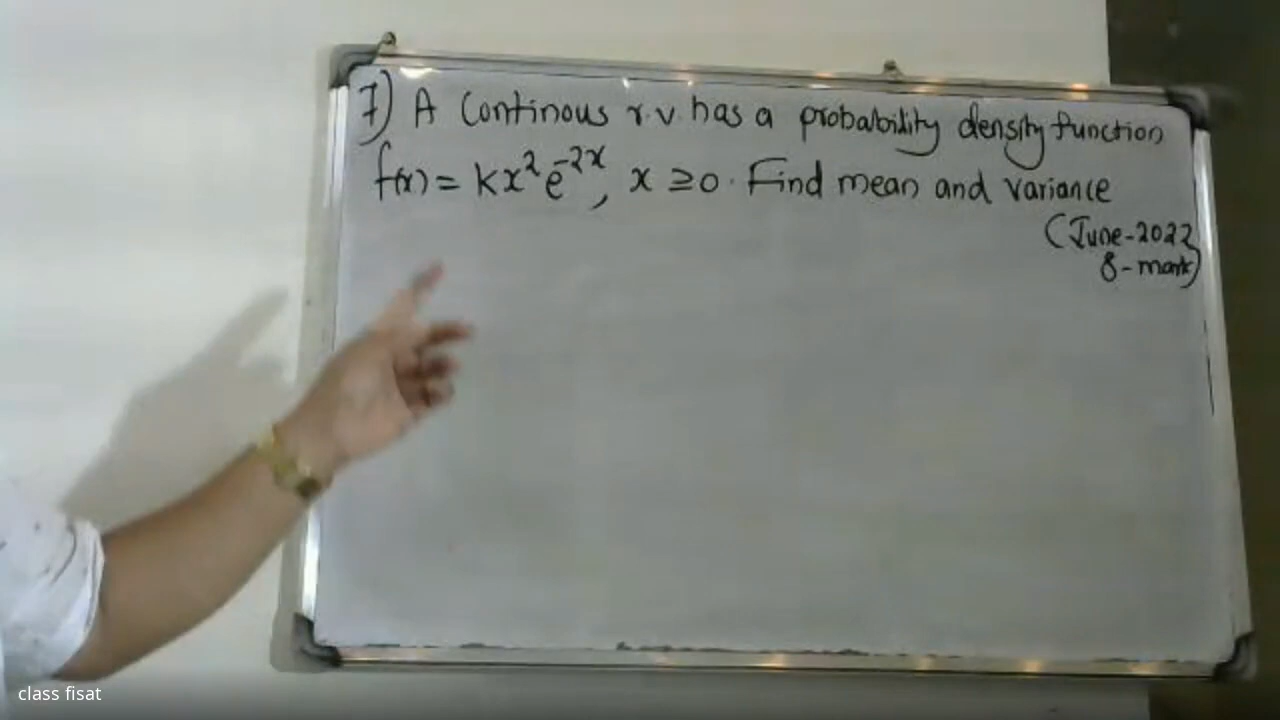 7) A Continous r.v. has a probability density function
f(x) = kx²e⁻²ˣ, x ≥0. Find mean and variance
(June-2022
8-mark)
class fisat